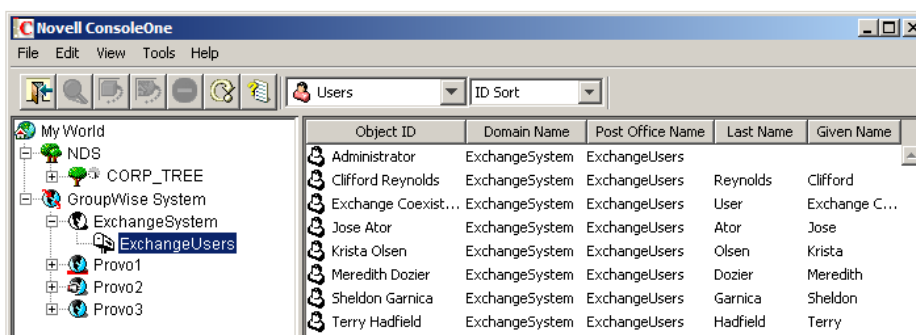 Novell ConsoleOne
File Edit View Tools Help
Users ID Sort
My World
NDS
CORP_TREE
GroupWise System
ExchangeSystem
ExchangeUsers
Provo1
Provo2
Provo3
Object ID Domain Name Post Office Name Last Name Given Name
Administrator ExchangeSystem ExchangeUsers
Clifford Reynolds ExchangeSystem ExchangeUsers Reynolds Clifford
Exchange Coexist... ExchangeSystem ExchangeUsers User Exchange C...
Jose Ator ExchangeSystem ExchangeUsers Ator Jose
Krista Olsen ExchangeSystem ExchangeUsers Olsen Krista
Meredith Dozier ExchangeSystem ExchangeUsers Dozier Meredith
Sheldon Garnica ExchangeSystem ExchangeUsers Garnica Sheldon
Terry Hadfield ExchangeSystem ExchangeUsers Hadfield Terry